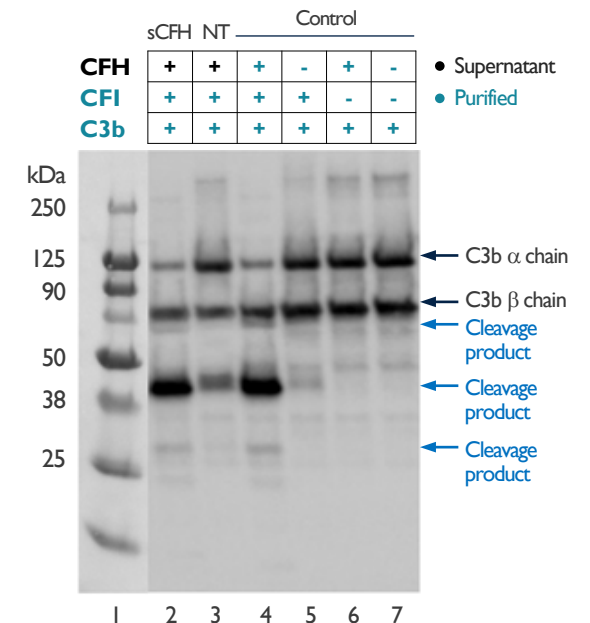 Control
sCFH NT
CFH + + + - + - • Supernatant
CFI + + + + - - • Purified
C3b + + + + + +
kDa
250
125
90
50
38
25
C3b α chain
C3b β chain
Cleavage
product
Cleavage
product
Cleavage
product
1 2 3 4 5 6 7